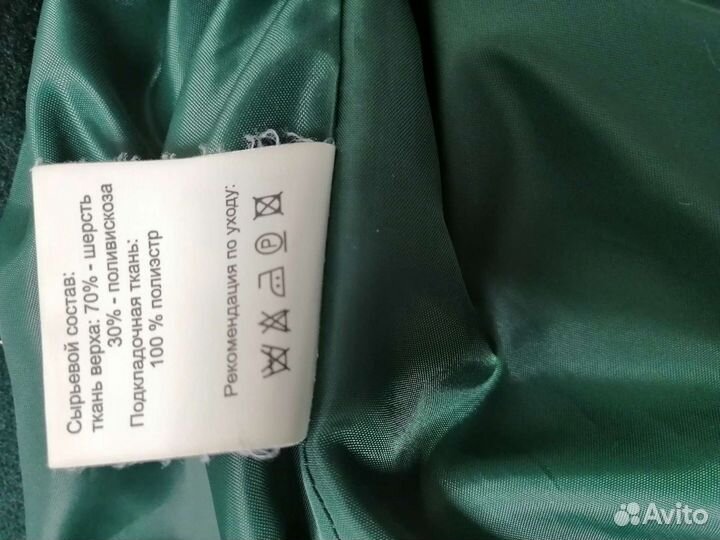 Сырьевой состав:
ткань верха: 70% - шерсть
30% - поливискоза
Подкладочная ткань:
100 % полиэстр
Рекомендация по уходу:
P
Avito